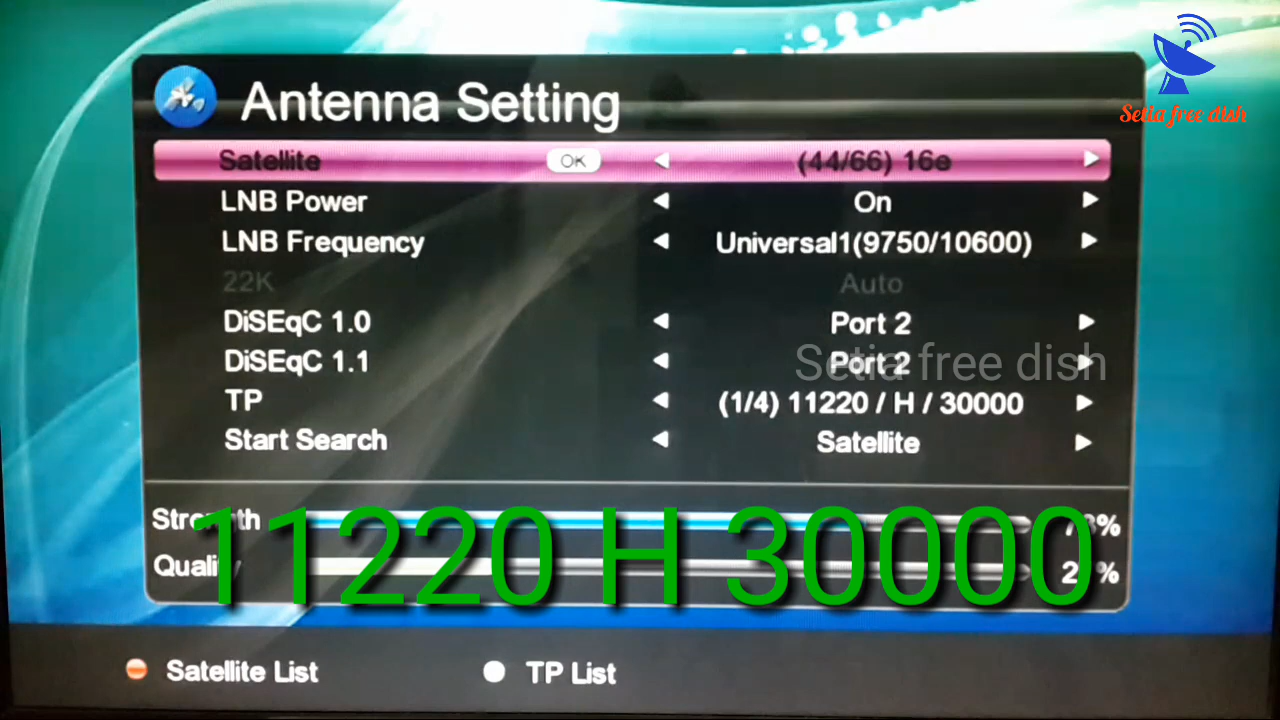 Setia free dish
Antenna Setting
Satellite OK (44/66) 16e
LNB Power On
LNB Frequency Universal1(9750/10600)
22K Auto
DiSEqC 1.0 Port 2
DiSEqC 1.1 Port 2
Setia free dish
TP (1/4) 11220 / H / 30000
Start Search Satellite
Strength
11220 H 30000
Quality
Satellite List TP List